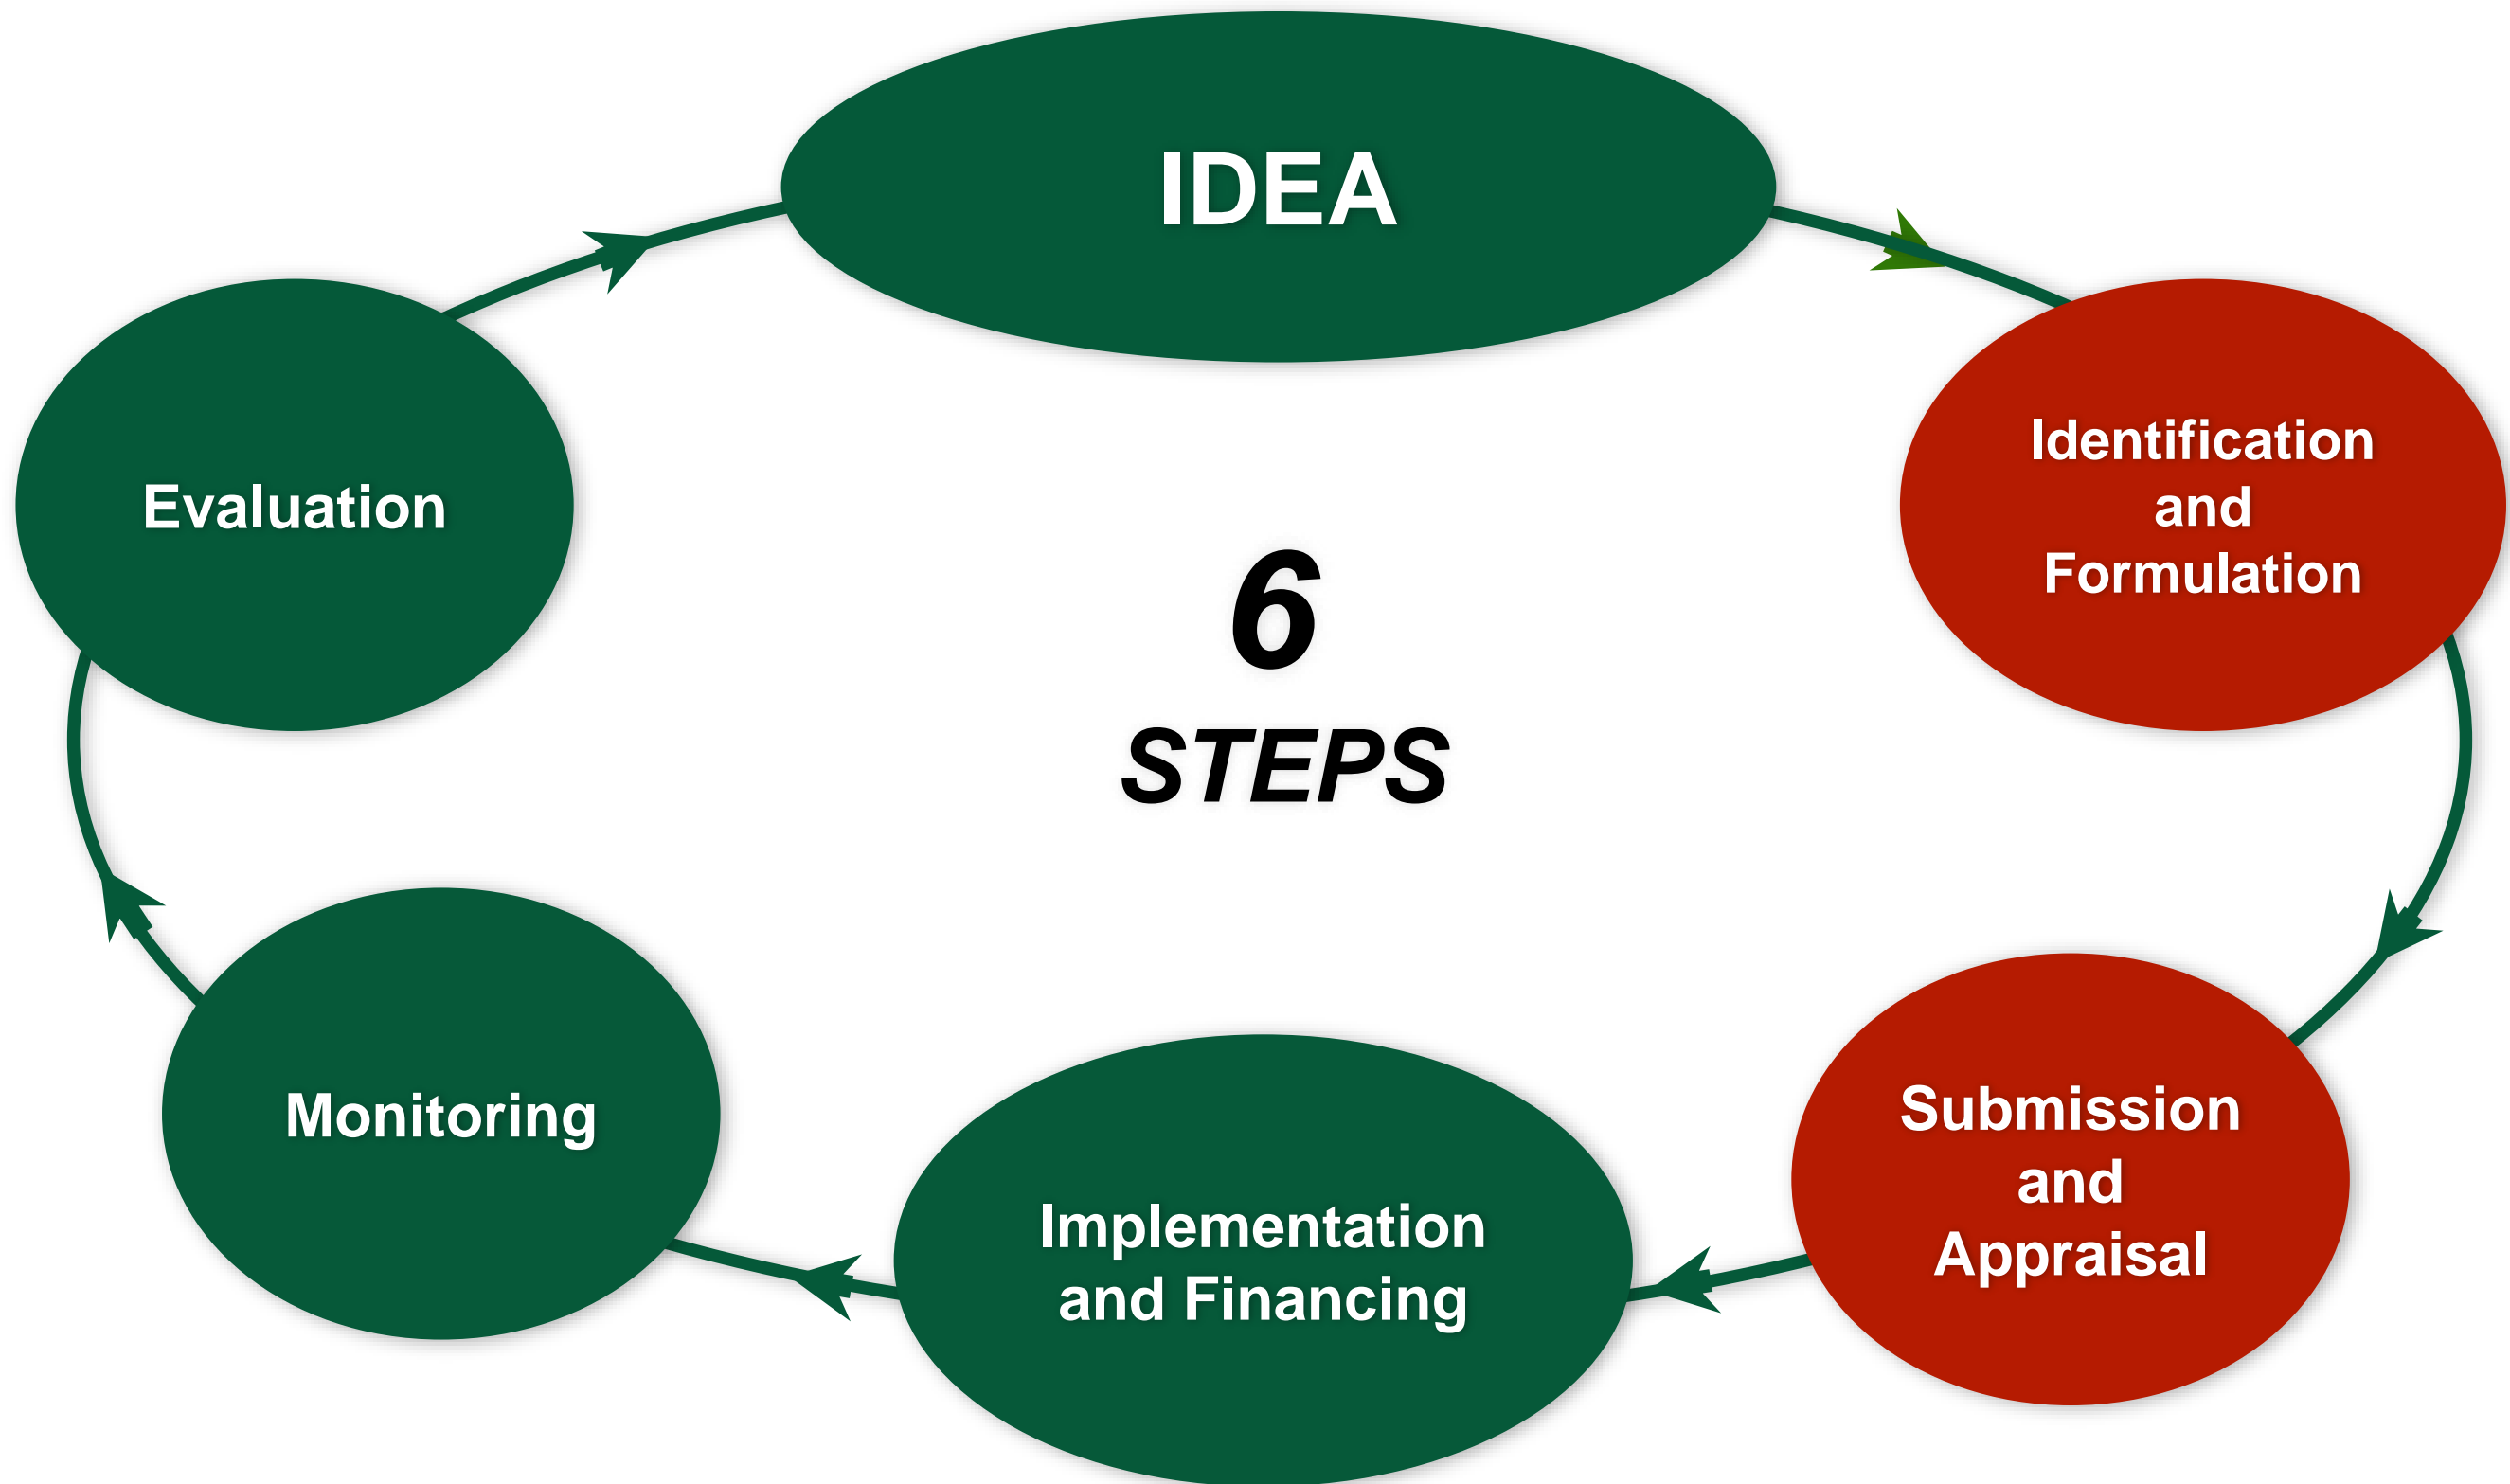 IDEA
Identification
and
Formulation
Submission
and
Appraisal
Implementation
and Financing
Monitoring
Evaluation
6
STEPS